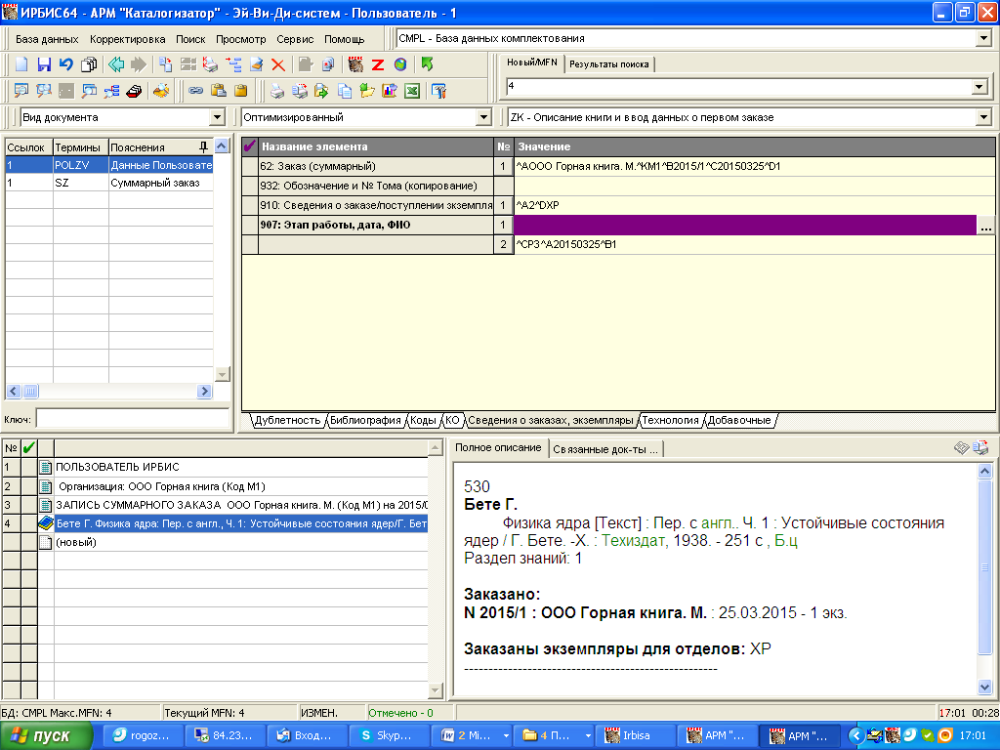 ИРБИС64 - АРМ "Каталогизатор" - Эй-Ви-Ди-систем - Пользователь - 1
База данных Корректировка Поиск Просмотр Сервис Помощь
CMPL - База данных комплектования
Новый/MFN Результаты поиска
4
Вид документа
Оптимизированный
ZK - Описание книги и ввод данных о первом заказе
Ссылок Термины Пояснения
1 POLZV Данные Пользовате
1 SZ Суммарный заказ
Ключ:
Название элемента № Значение
62: Заказ (суммарный) 1 ^AООО Горная книга. М.^KМ1^B2015/1^C20150325^D1
932: Обозначение и № Тома (копирование)
910: Сведения о заказе/поступлении экземпля 1 ^A2^DХР
907: Этап работы, дата, ФИО 1 ...
2 ^CРЗ^A20150325^B1
Дублетность Библиография Коды КО Сведения о заказах, экземпляры Технология Добавочные
№
1 ПОЛЬЗОВАТЕЛЬ ИРБИС
2 Организация: ООО Горная книга (Код М1)
3 ЗАПИСЬ СУММАРНОГО ЗАКАЗА ООО Горная книга. М. (Код М1) на 2015/
4 Бете Г. Физика ядра: Пер. с англ., Ч. 1: Устойчивые состояния ядер/Г. Бет
(новый)
Полное описание Связанные док-ты ...
530
Бете Г.
Физика ядра [Текст] : Пер. с англ.. Ч. 1 : Устойчивые состояния
ядер / Г. Бете. -Х. : Техиздат, 1938. - 251 с , Б.ц
Раздел знаний: 1
Заказано:
N 2015/1 : ООО Горная книга. М. : 25.03.2015 - 1 экз.
Заказаны экземпляры для отделов: ХР
----------------------------------------------------
БД: CMPL Макс.MFN: 4 Текущий MFN: 4 ИЗМЕН. Отмечено - 0 17:01 00:28
пуск rogoz... 84.23... Вход... Skyp... 2 Mi... 4 П... Irbisa АРМ "... АРМ "... 17:01